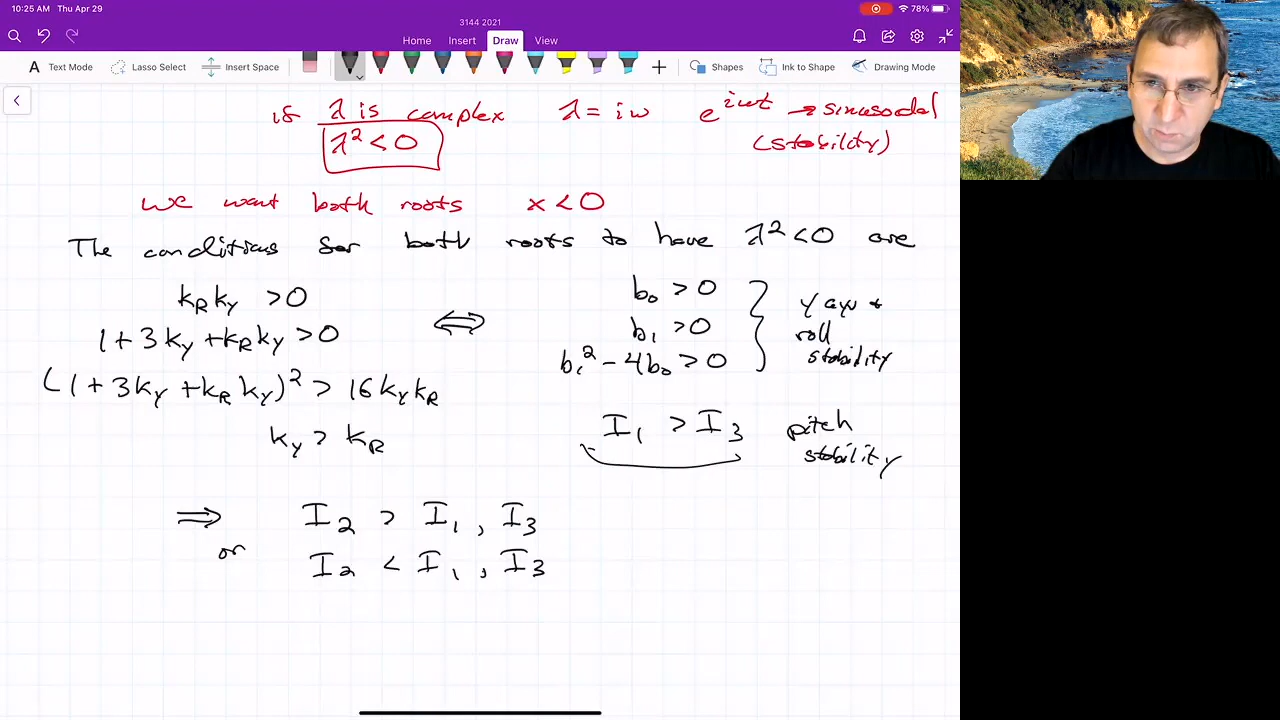 10:25 AM Thu Apr 29
78%
3144 2021
Home Insert Draw View
Text Mode Lasso Select Insert Space Shapes Ink to Shape Drawing Mode
if λ is complex λ = iω e^{iωt} → sinusodal
λ² < 0 (stability)
we want both roots x < 0
The conditions for both roots to have λ² < 0 are
k_R k_Y > 0 ⟺ b₀ > 0 yaw + roll stability
1 + 3k_Y + k_R k_Y > 0 b₁ > 0
(1 + 3k_Y + k_R k_Y)² > 16 k_Y k_R b₁² - 4b₀ > 0
k_Y > k_R I₁ > I₃ pitch stability
⟹ I₂ > I₁, I₃
or I₂ < I₁, I₃